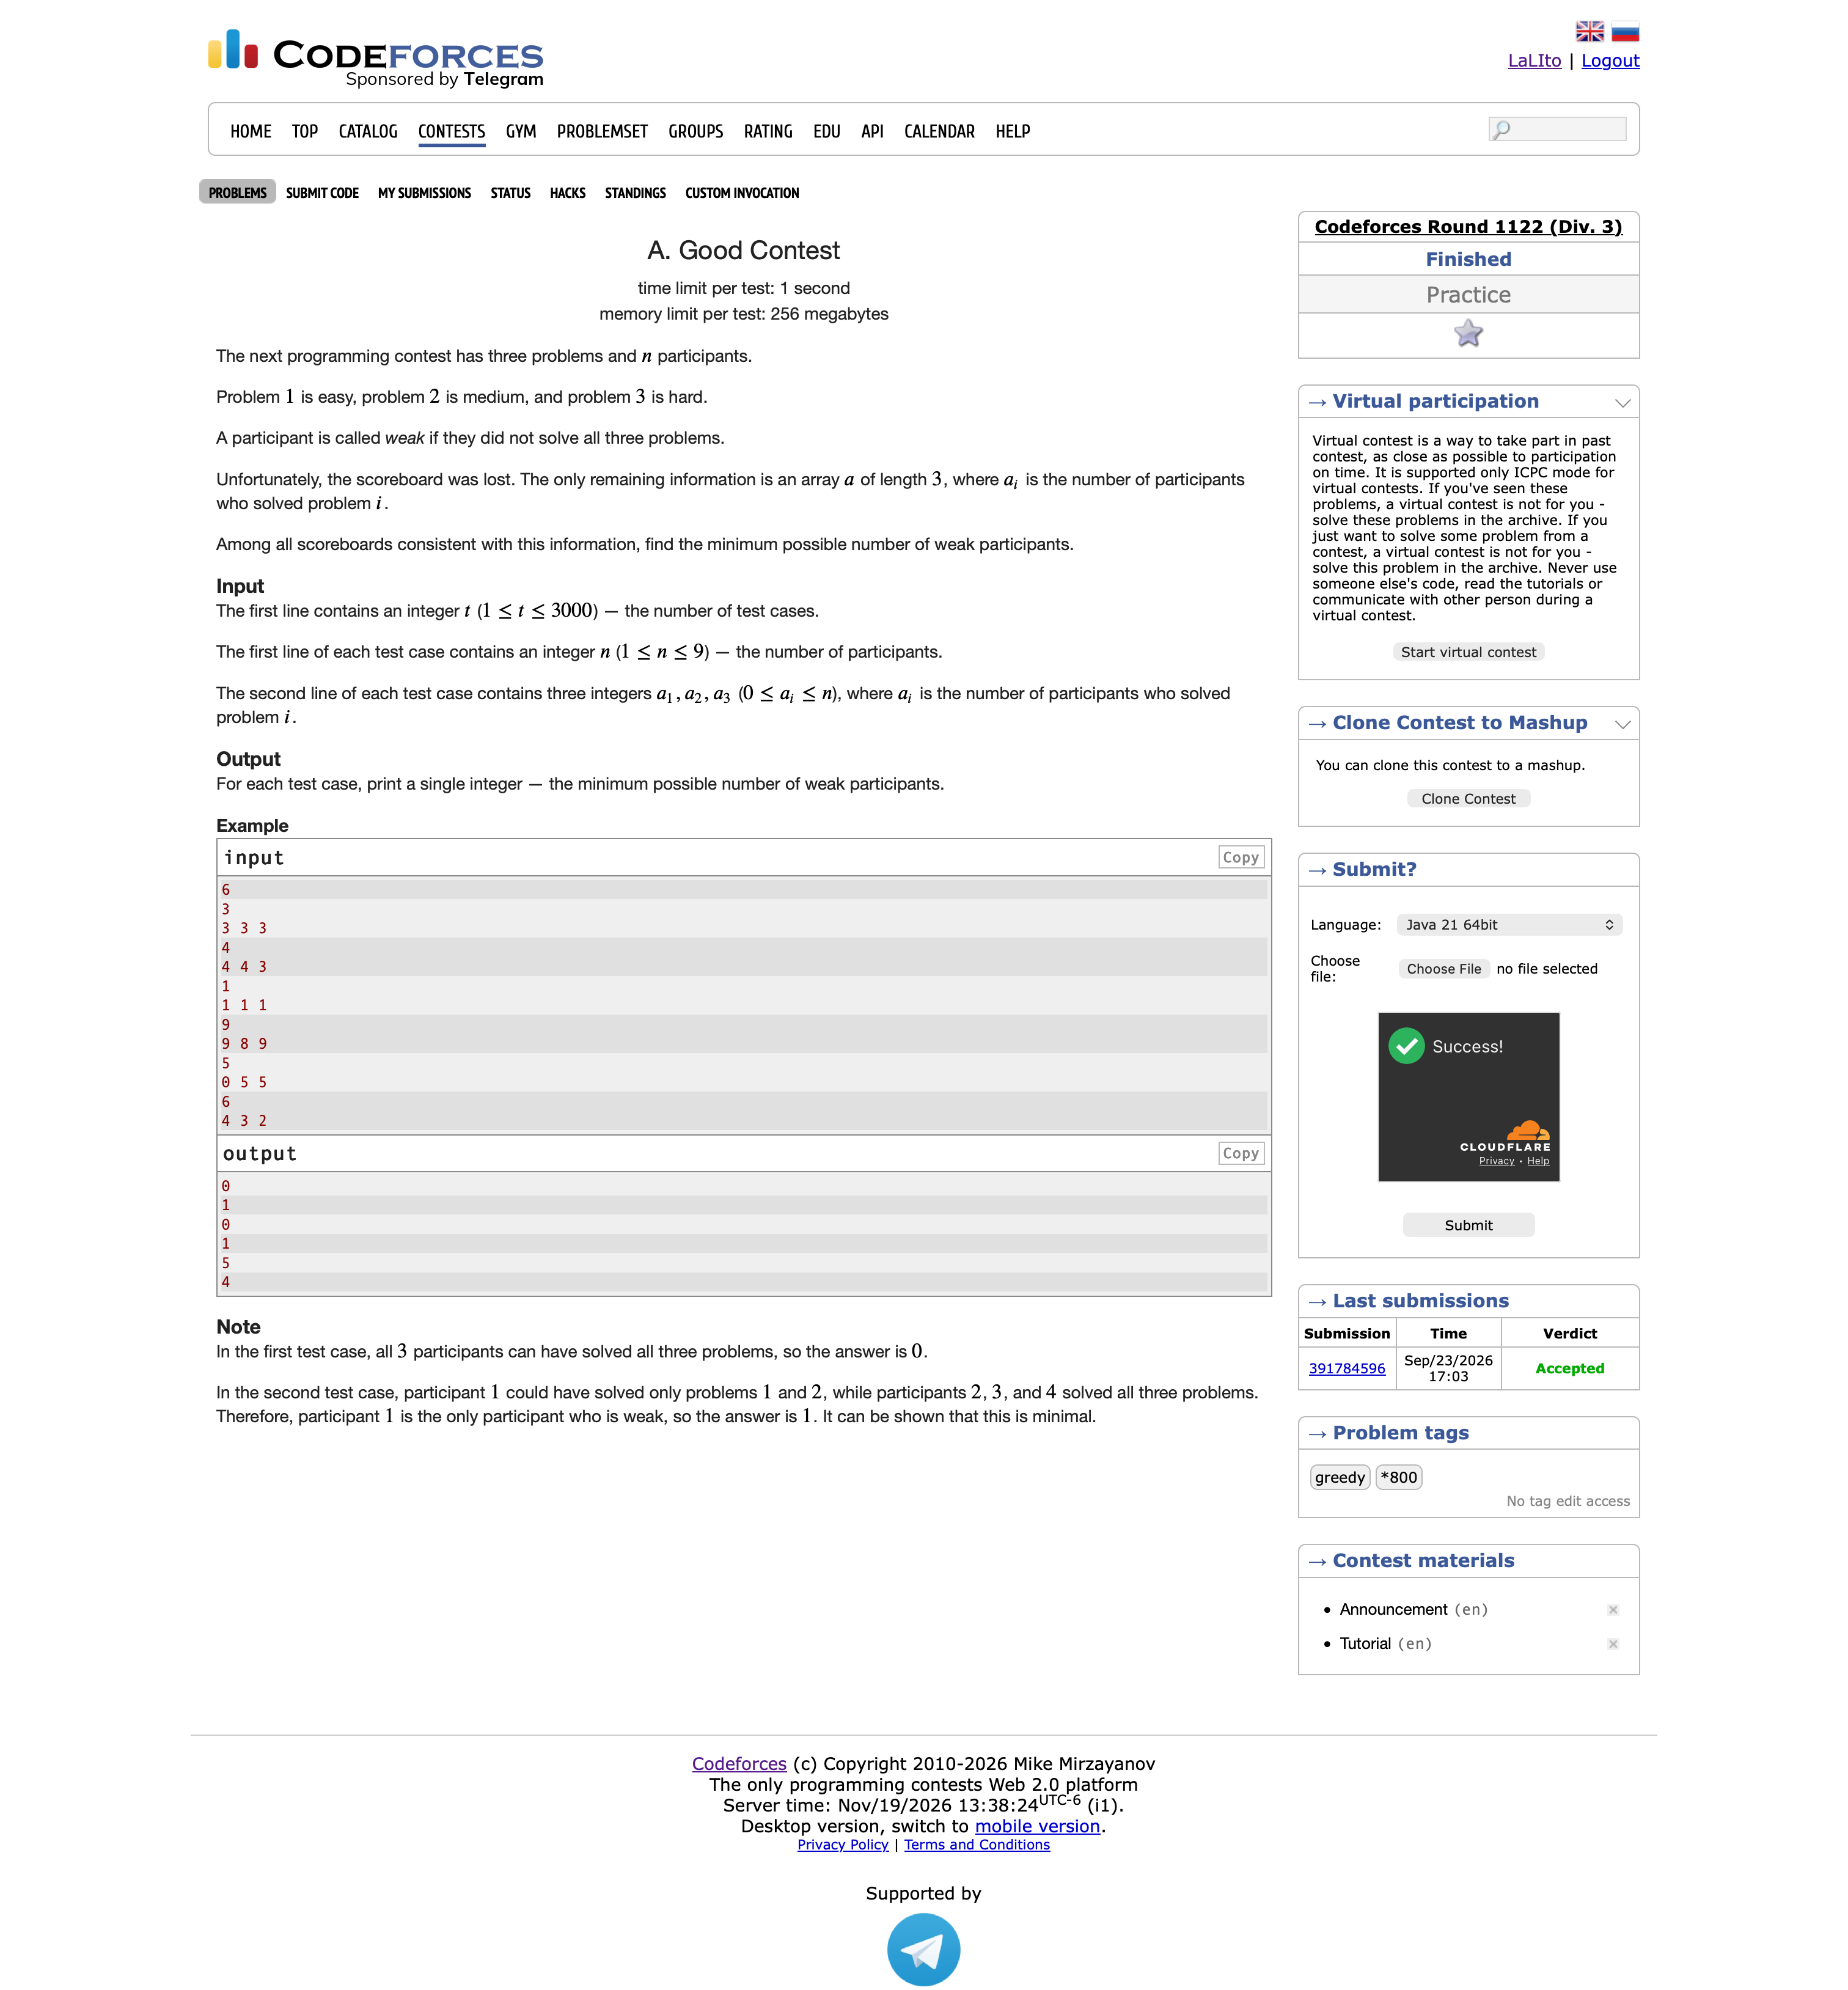 CODEFORCES
Sponsored by Telegram
LaLIto | Logout
HOME TOP CATALOG CONTESTS GYM PROBLEMSET GROUPS RATING EDU API CALENDAR HELP
PROBLEMS SUBMIT CODE MY SUBMISSIONS STATUS HACKS STANDINGS CUSTOM INVOCATION
A. Good Contest
time limit per test: 1 second
memory limit per test: 256 megabytes
The next programming contest has three problems and n participants.
Problem 1 is easy, problem 2 is medium, and problem 3 is hard.
A participant is called weak if they did not solve all three problems.
Unfortunately, the scoreboard was lost. The only remaining information is an array a of length 3, where a_i is the number of participants
who solved problem i.
Among all scoreboards consistent with this information, find the minimum possible number of weak participants.
Input
The first line contains an integer t (1 ≤ t ≤ 3000) — the number of test cases.
The first line of each test case contains an integer n (1 ≤ n ≤ 9) — the number of participants.
The second line of each test case contains three integers a₁, a₂, a₃ (0 ≤ a_i ≤ n), where a_i is the number of participants who solved
problem i.
Output
For each test case, print a single integer — the minimum possible number of weak participants.
Example
input Copy
6
3
3 3 3
4
4 4 3
1
1 1 1
9
9 8 9
5
0 5 5
6
4 3 2
output Copy
0
1
0
1
5
4
Note
In the first test case, all 3 participants can have solved all three problems, so the answer is 0.
In the second test case, participant 1 could have solved only problems 1 and 2, while participants 2, 3, and 4 solved all three problems.
Therefore, participant 1 is the only participant who is weak, so the answer is 1. It can be shown that this is minimal.
Codeforces Round 1122 (Div. 3)
Finished
Practice
→ Virtual participation
Virtual contest is a way to take part in past
contest, as close as possible to participation
on time. It is supported only ICPC mode for
virtual contests. If you've seen these
problems, a virtual contest is not for you -
solve these problems in the archive. If you
just want to solve some problem from a
contest, a virtual contest is not for you -
solve this problem in the archive. Never use
someone else's code, read the tutorials or
communicate with other person during a
virtual contest.
Start virtual contest
→ Clone Contest to Mashup
You can clone this contest to a mashup.
Clone Contest
→ Submit?
Language: Java 21 64bit
Choose
file: Choose File no file selected
Success!
CLOUDFLARE
Privacy • Help
Submit
→ Last submissions
Submission Time Verdict
391784596 Sep/23/2026
17:03 Accepted
→ Problem tags
greedy *800
No tag edit access
→ Contest materials
• Announcement (en)
• Tutorial (en)
Codeforces (c) Copyright 2010-2026 Mike Mirzayanov
The only programming contests Web 2.0 platform
Server time: Nov/19/2026 13:38:24 UTC-6 (i1).
Desktop version, switch to mobile version.
Privacy Policy | Terms and Conditions
Supported by